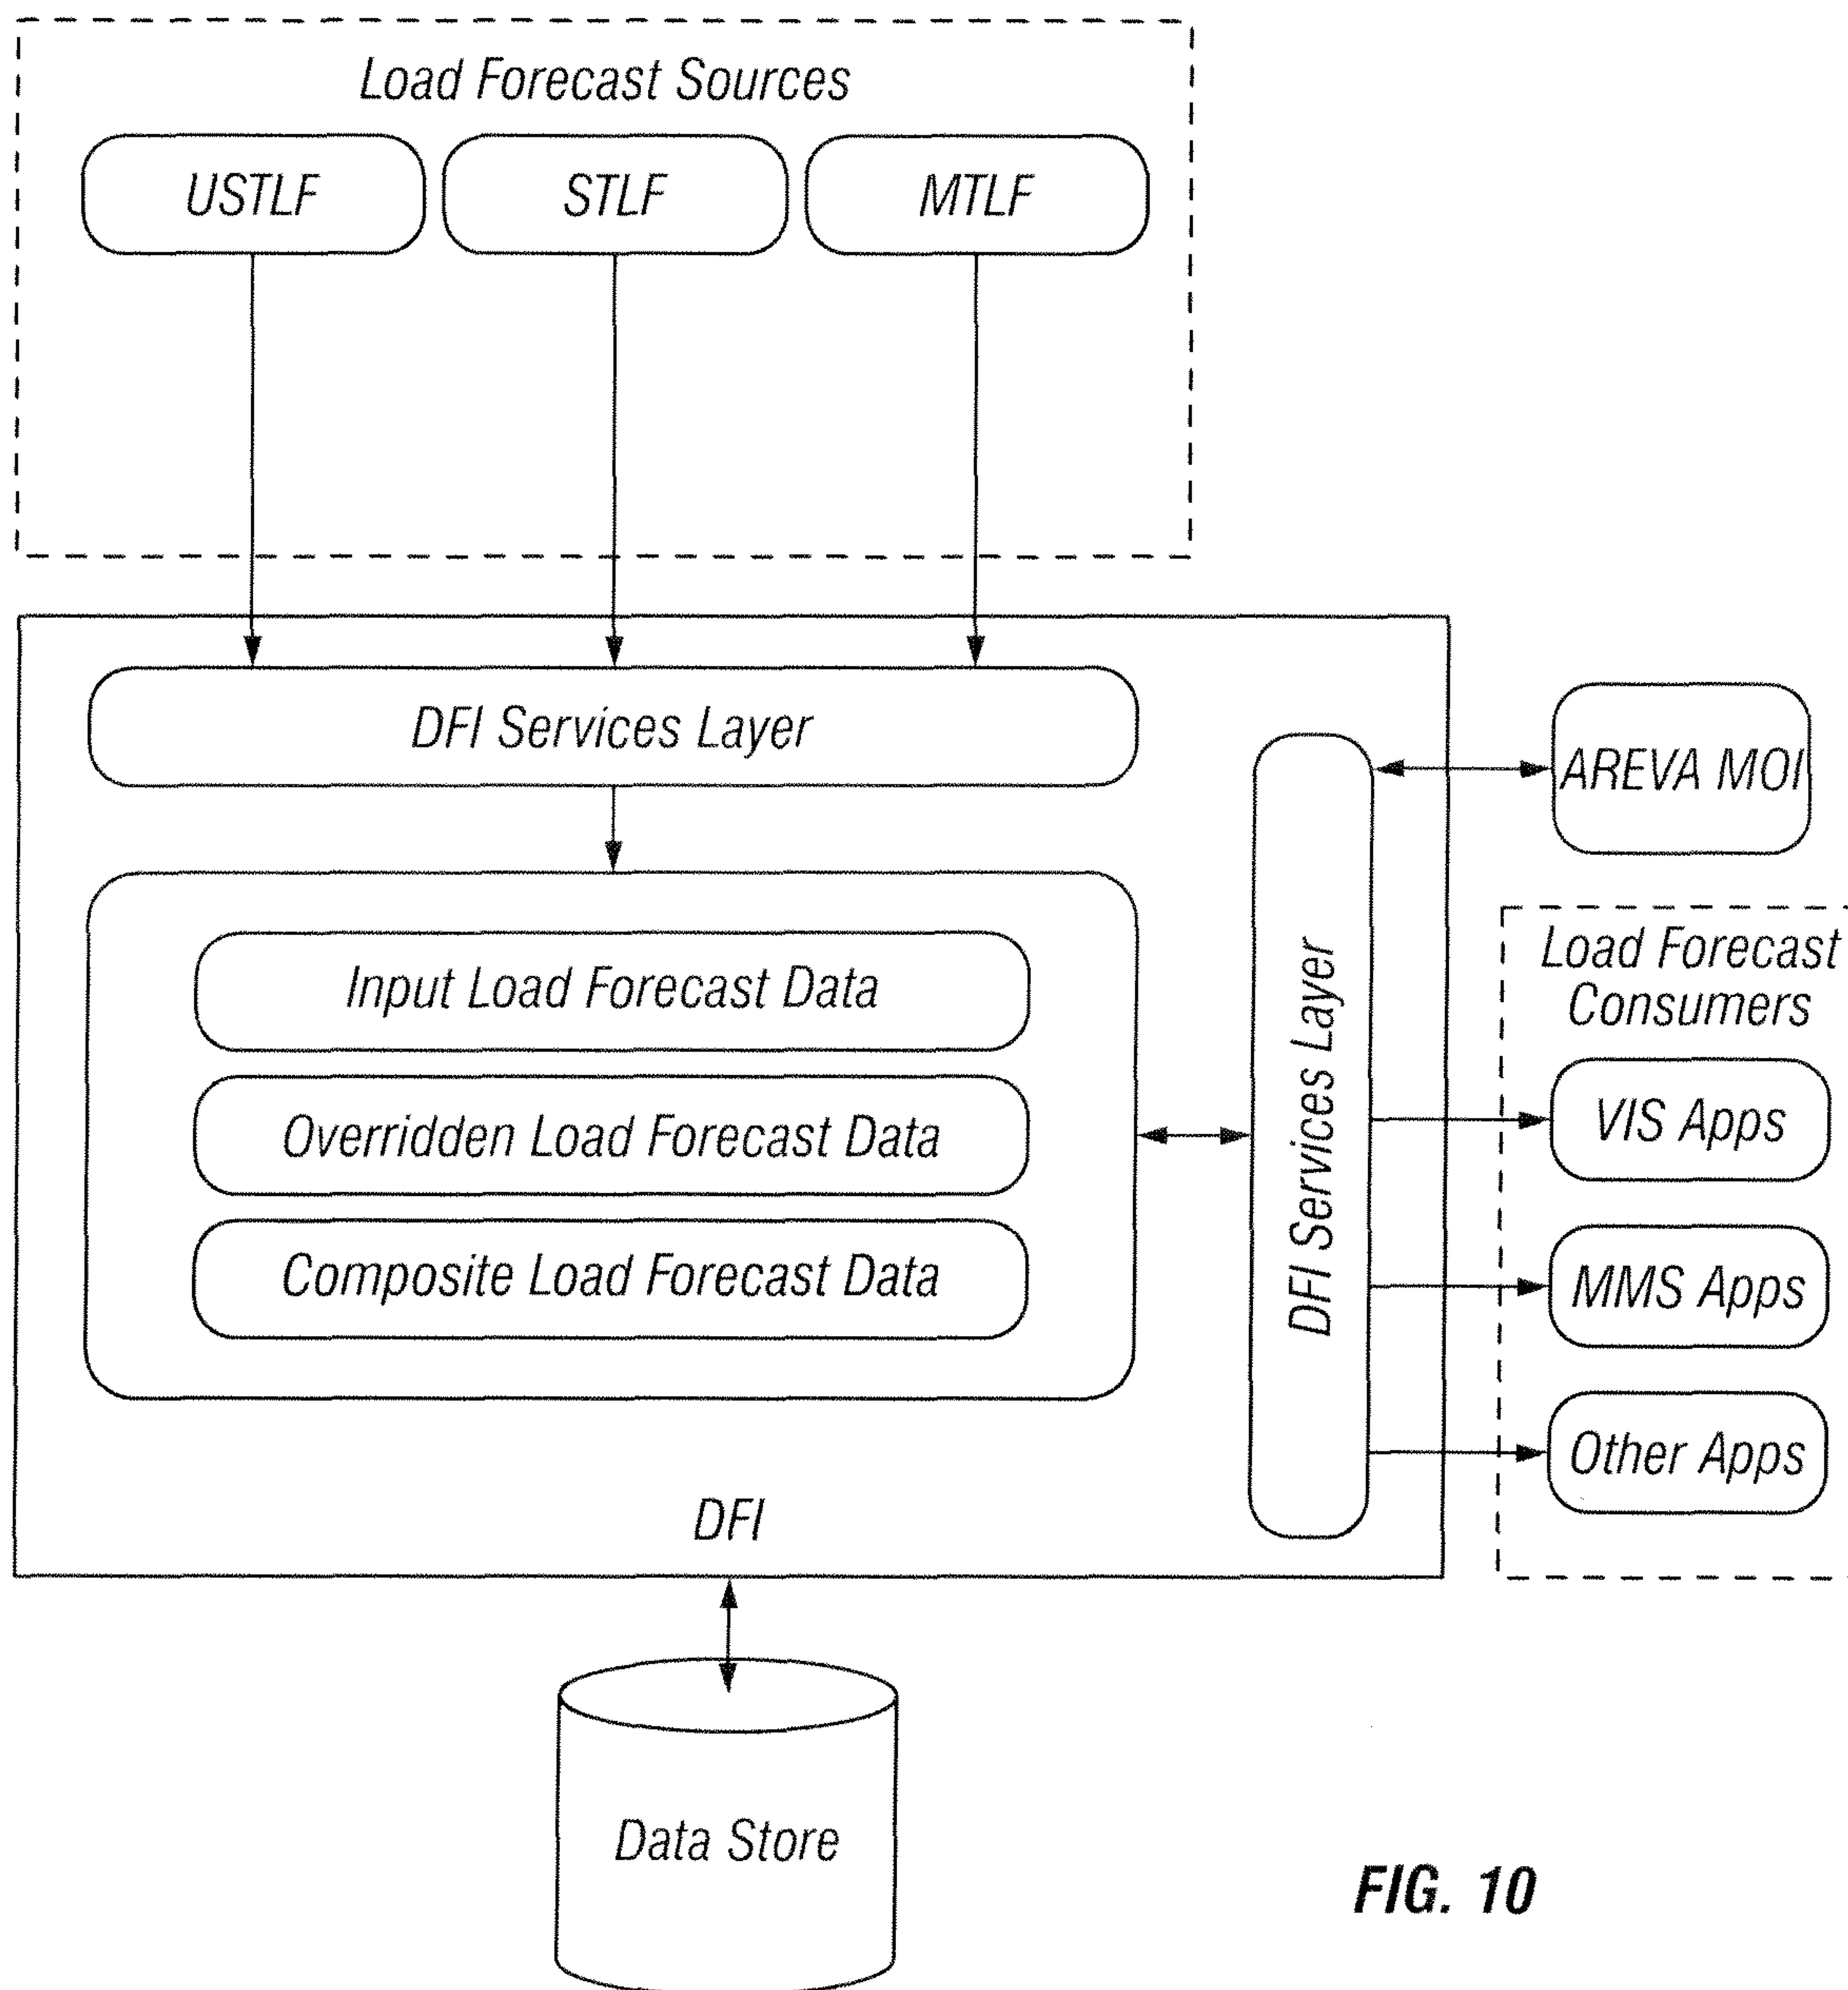 Load Forecast Sources
USTLF
STLF
MTLF
DFI Services Layer
Input Load Forecast Data
Overridden Load Forecast Data
Composite Load Forecast Data
DFI
DFI Services Layer
AREVA MOI
Load Forecast
Consumers
VIS Apps
MMS Apps
Other Apps
Data Store
FIG. 10